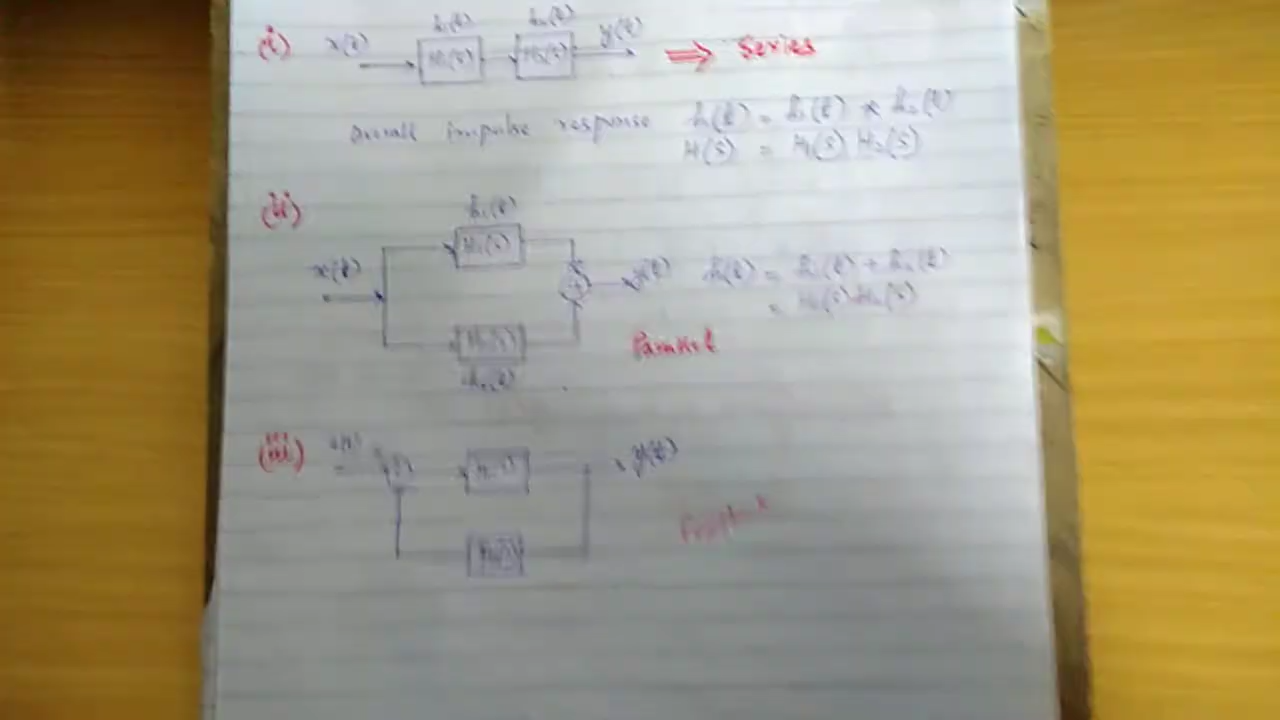 (i) x(t) h₁(t) H₁(s) h₂(t) H₂(s) y(t) ⇒ Series
Overall impulse response h(t) = h₁(t) * h₂(t)
H(s) = H₁(s) H₂(s)
(ii) h₁(t)
H₁(s)
x(t) + y(t) h(t) = h₁(t) + h₂(t)
H₂(s)
Parallel
h₂(t)
(iii) x(t) y(t)
H₂(s)